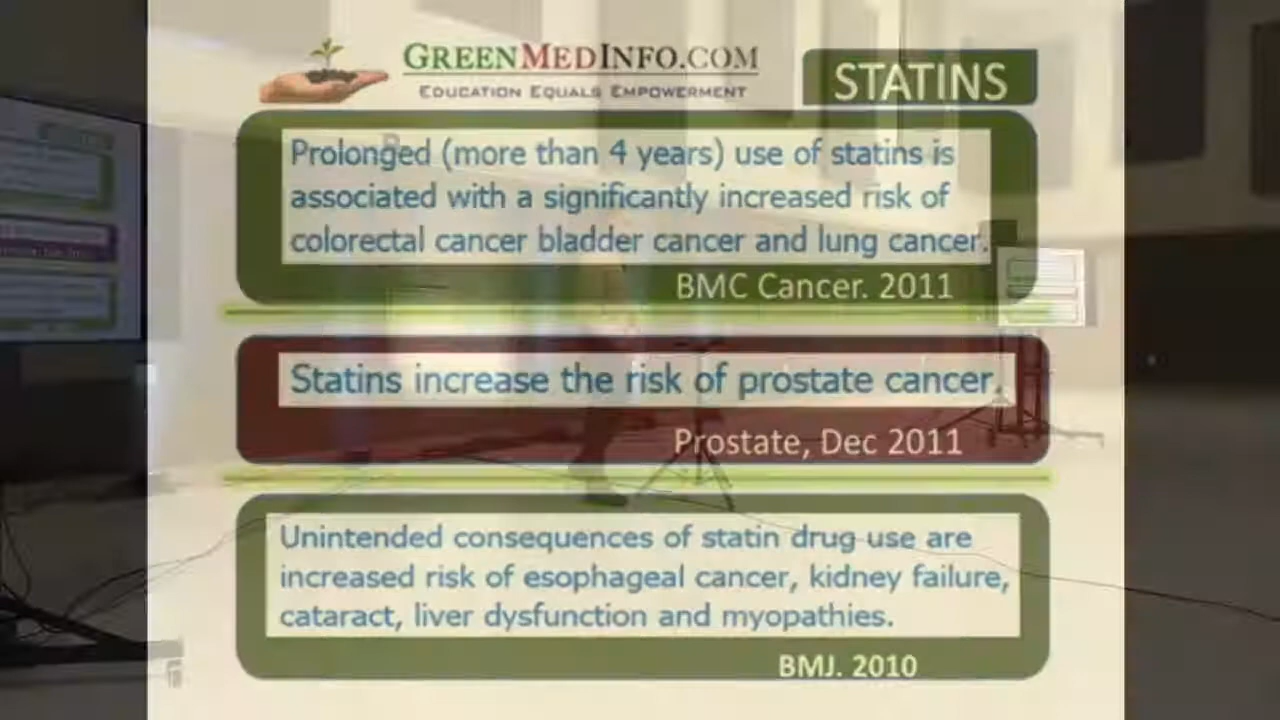 GREENMEDINFO.COM
EDUCATION EQUALS EMPOWERMENT
STATINS
Prolonged (more than 4 years) use of statins is
associated with a significantly increased risk of
colorectal cancer bladder cancer and lung cancer.
BMC Cancer. 2011
Statins increase the risk of prostate cancer.
Prostate, Dec 2011
Unintended consequences of statin drug use are
increased risk of esophageal cancer, kidney failure,
cataract, liver dysfunction and myopathies.
BMJ. 2010